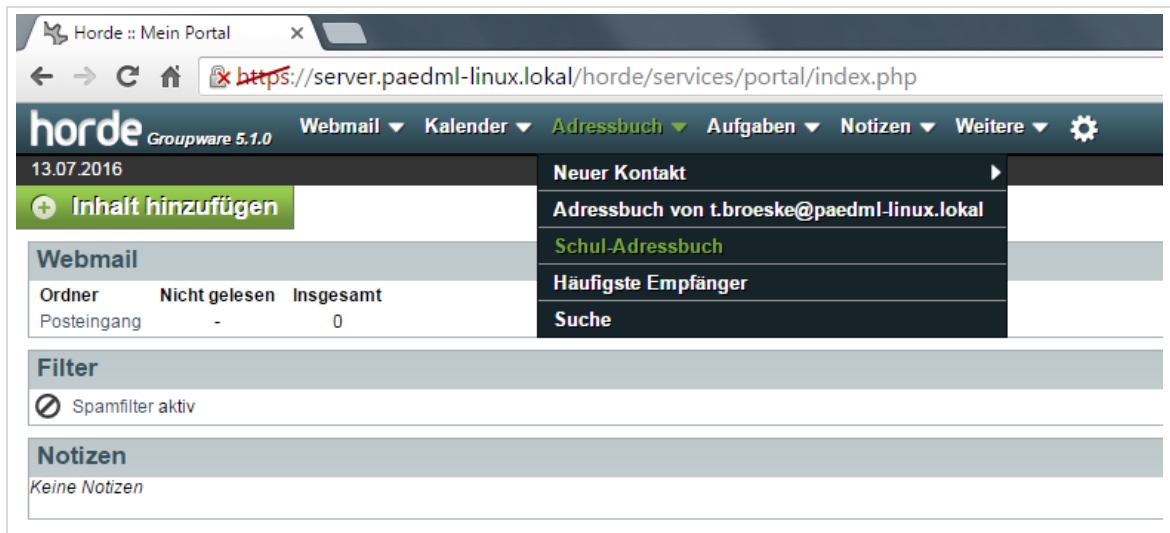 Horde :: Mein Portal
https://server.paedml-linux.lokal/horde/services/portal/index.php
horde Groupware 5.1.0 Webmail Kalender Adressbuch Aufgaben Notizen Weitere
13.07.2016
Neuer Kontakt
Adressbuch von t.broeske@paedml-linux.lokal
Schul-Adressbuch
Häufigste Empfänger
Suche
Inhalt hinzufügen
Webmail
Ordner Nicht gelesen Insgesamt
Posteingang - 0
Filter
Spamfilter aktiv
Notizen
Keine Notizen